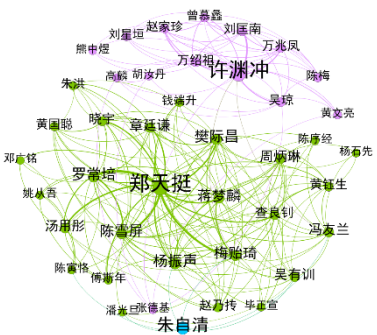 曾慕蠡
赵家珍
刘匡南
刘星垣
万兆凤
熊中煜
万绍祖
许渊冲
高麟
胡汝丹
陈梅
朱洪
钱端升
吴琼
黄文亮
晓宇
黄国聪
章廷谦
樊际昌
陈序经
杨石先
周炳琳
罗常培
郑天挺
黄钰生
姚从吾
蒋梦麟
查良钊
汤用彤
陈雪屏
冯友兰
梅贻琦
陈寅恪
杨振声
吴有训
傅斯年
潘光旦
张德基
赵乃抟
毕正宣
朱自清